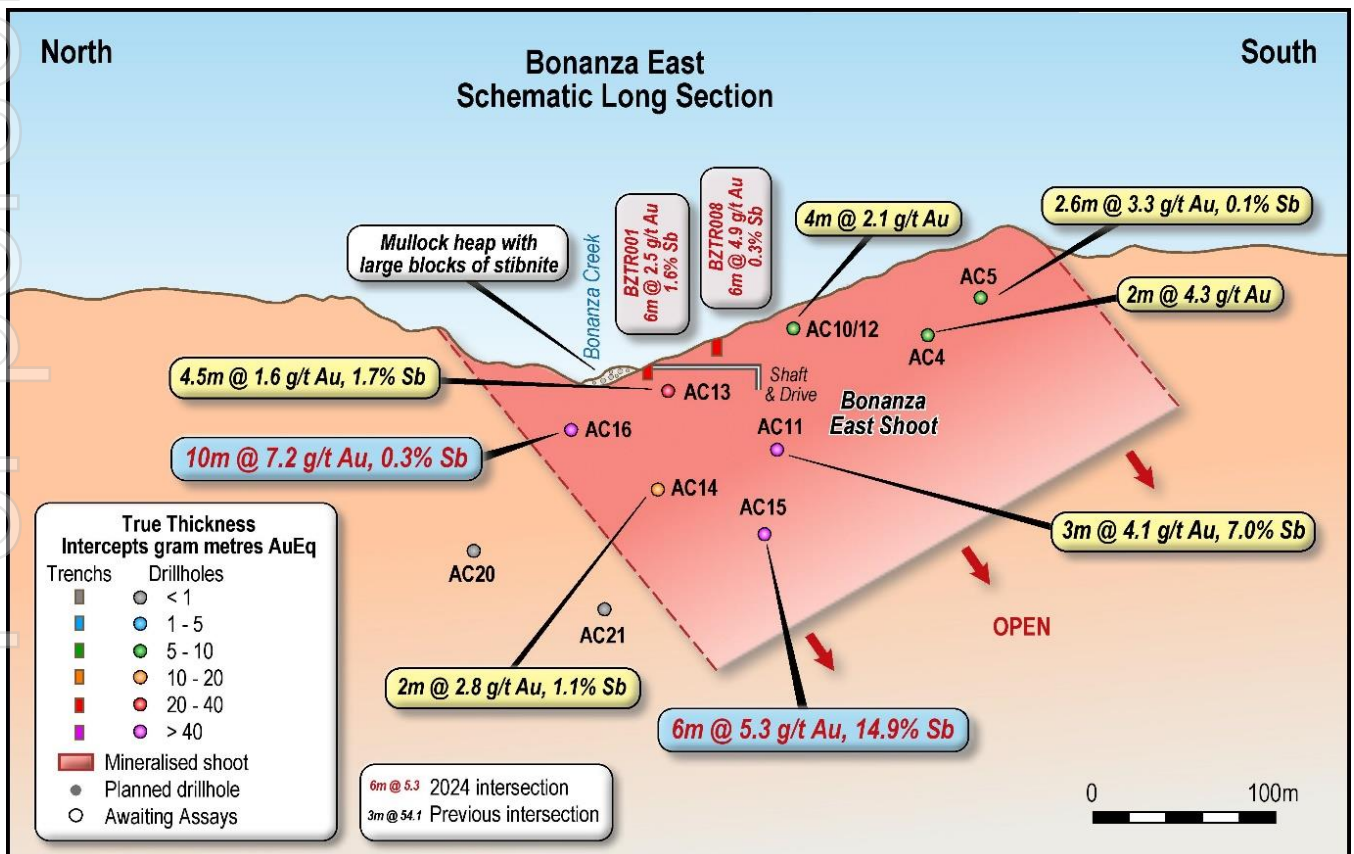 North
Bonanza East
Schematic Long Section
South
Mullock heap with
large blocks of stibnite
Bonanza Creek
BZTR001
6m @ 2.5 g/t Au
1.6% Sb
BZTR008
6m @ 4.9 g/t Au
0.3% Sb
4m @ 2.1 g/t Au
2.6m @ 3.3 g/t Au, 0.1% Sb
AC5
2m @ 4.3 g/t Au
AC10/12
AC4
4.5m @ 1.6 g/t Au, 1.7% Sb
AC13
Shaft
& Drive
Bonanza
East Shoot
AC16
AC11
10m @ 7.2 g/t Au, 0.3% Sb
AC14
AC15
3m @ 4.1 g/t Au, 7.0% Sb
AC20
AC21
OPEN
2m @ 2.8 g/t Au, 1.1% Sb
6m @ 5.3 g/t Au, 14.9% Sb
True Thickness
Intercepts gram metres AuEq
Trenchs Drillholes
< 1
1 - 5
5 - 10
10 - 20
20 - 40
> 40
Mineralised shoot
Planned drillhole
Awaiting Assays
6m @ 5.3 2024 intersection
3m @ 54.1 Previous intersection
0 100m